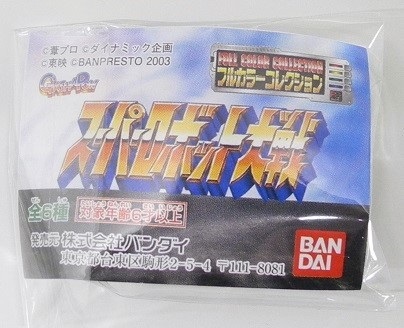 ©葦プロ ©ダイナミック企画
©東映 ©BANPRESTO 2003
FULL COLOR COLLECTION
フルカラーコレクション
スーパーロボット大戦
全6種
対象年齢6才以上
発売元 株式会社バンダイ
東京都台東区駒形2-5-4 〒111-8081
BAN
DAI